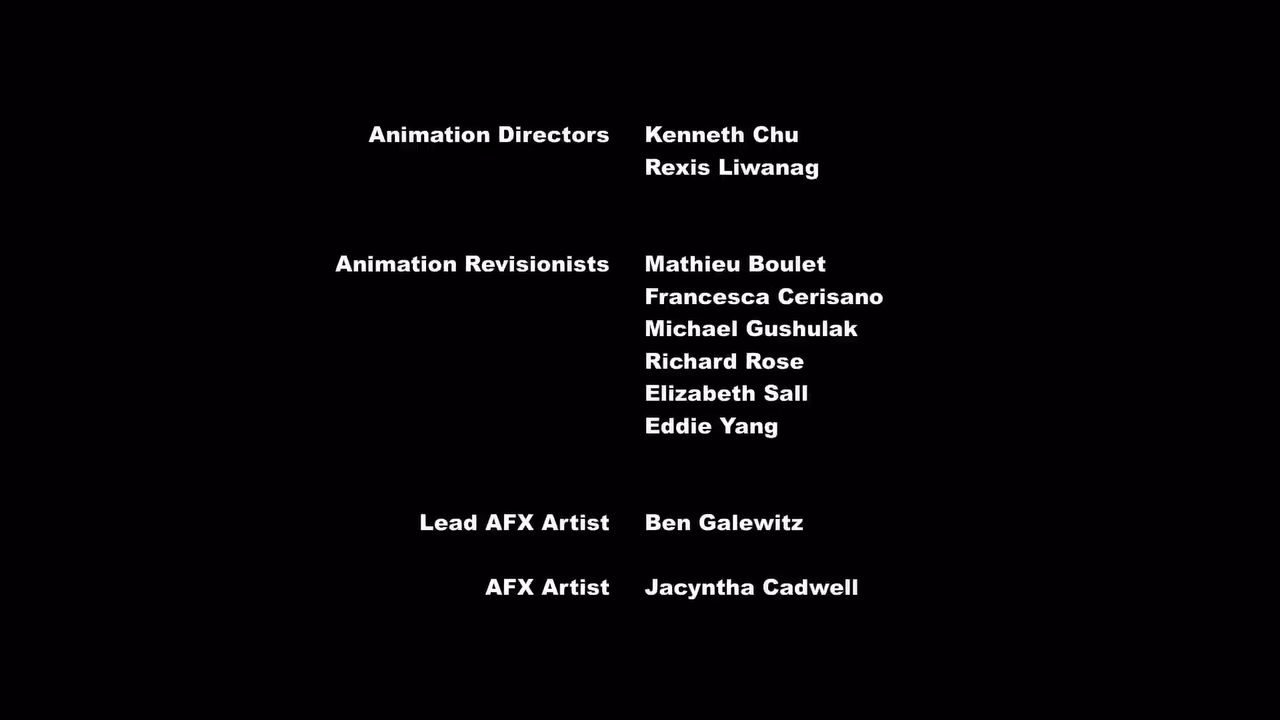 Animation Directors Kenneth Chu
Rexis Liwanag
Animation Revisionists Mathieu Boulet
Francesca Cerisano
Michael Gushulak
Richard Rose
Elizabeth Sall
Eddie Yang
Lead AFX Artist Ben Galewitz
AFX Artist Jacyntha Cadwell